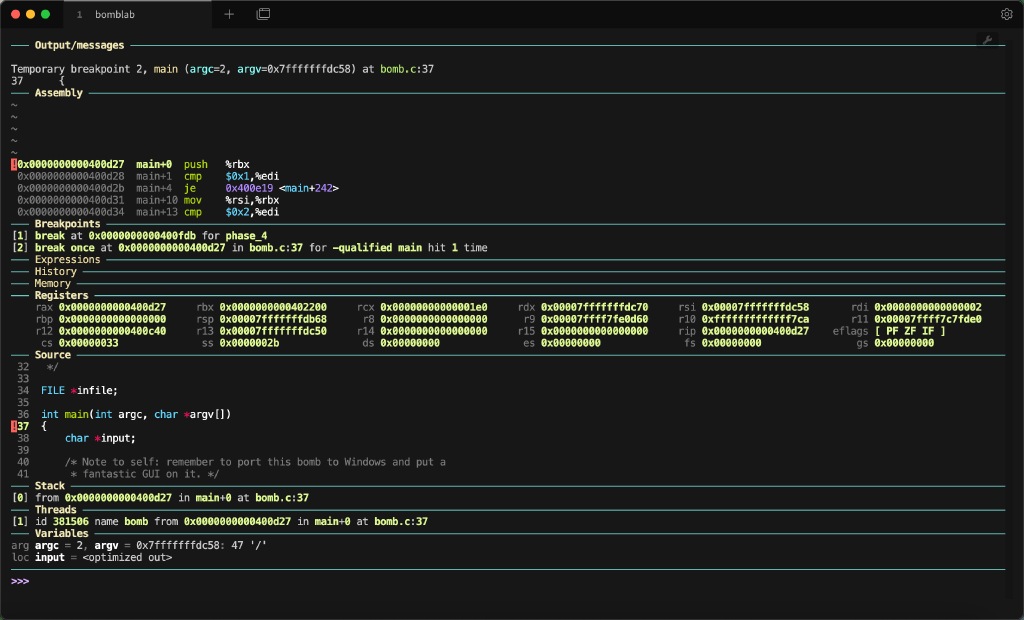 1 bomblab
Output/messages
Temporary breakpoint 2, main (argc=2, argv=0x7fffffffdc58) at bomb.c:37
37 {
Assembly
~
~
~
~
~
!0x0000000000400d27 main+0 push %rbx
0x0000000000400d28 main+1 cmp $0x1,%edi
0x0000000000400d2b main+4 je 0x400e19 <main+242>
0x0000000000400d31 main+10 mov %rsi,%rbx
0x0000000000400d34 main+13 cmp $0x2,%edi
Breakpoints
[1] break at 0x0000000000400fdb for phase_4
[2] break once at 0x0000000000400d27 in bomb.c:37 for -qualified main hit 1 time
Expressions
History
Memory
Registers
rax 0x0000000000400d27 rbx 0x0000000000402200 rcx 0x00000000000001e0 rdx 0x00007fffffffdc70 rsi 0x00007fffffffdc58 rdi 0x0000000000000002
rbp 0x0000000000000000 rsp 0x00007fffffffdb68 r8 0x0000000000000000 r9 0x00007ffff7fe0d60 r10 0xfffffffffffff7ca r11 0x00007ffff7c7fde0
r12 0x0000000000400c40 r13 0x00007fffffffdc50 r14 0x0000000000000000 r15 0x0000000000000000 rip 0x0000000000400d27 eflags [ PF ZF IF ]
cs 0x00000033 ss 0x0000002b ds 0x00000000 es 0x00000000 fs 0x00000000 gs 0x00000000
Source
32 */
33
34 FILE *infile;
35
36 int main(int argc, char *argv[])
!37 {
38 char *input;
39
40 /* Note to self: remember to port this bomb to Windows and put a
41 * fantastic GUI on it. */
Stack
[0] from 0x0000000000400d27 in main+0 at bomb.c:37
Threads
[1] id 381506 name bomb from 0x0000000000400d27 in main+0 at bomb.c:37
Variables
arg argc = 2, argv = 0x7fffffffdc58: 47 '/'
loc input = <optimized out>
>>>